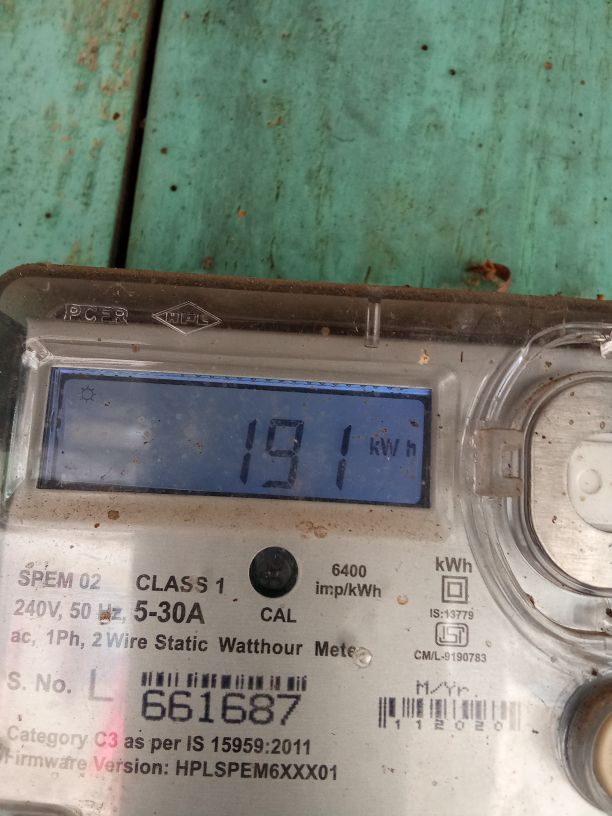 PCFR HPL
191 kW h
SPEM 02 CLASS 1 6400 imp/kWh kWh
240V, 50 Hz, 5-30A CAL IS:13779
ac, 1Ph, 2 Wire Static Watthour Meter
CM/L-9190783
S. No. L 661687 M/Yr.
112020
Category C3 as per IS 15959:2011
Firmware Version: HPLSPEM6XXX01